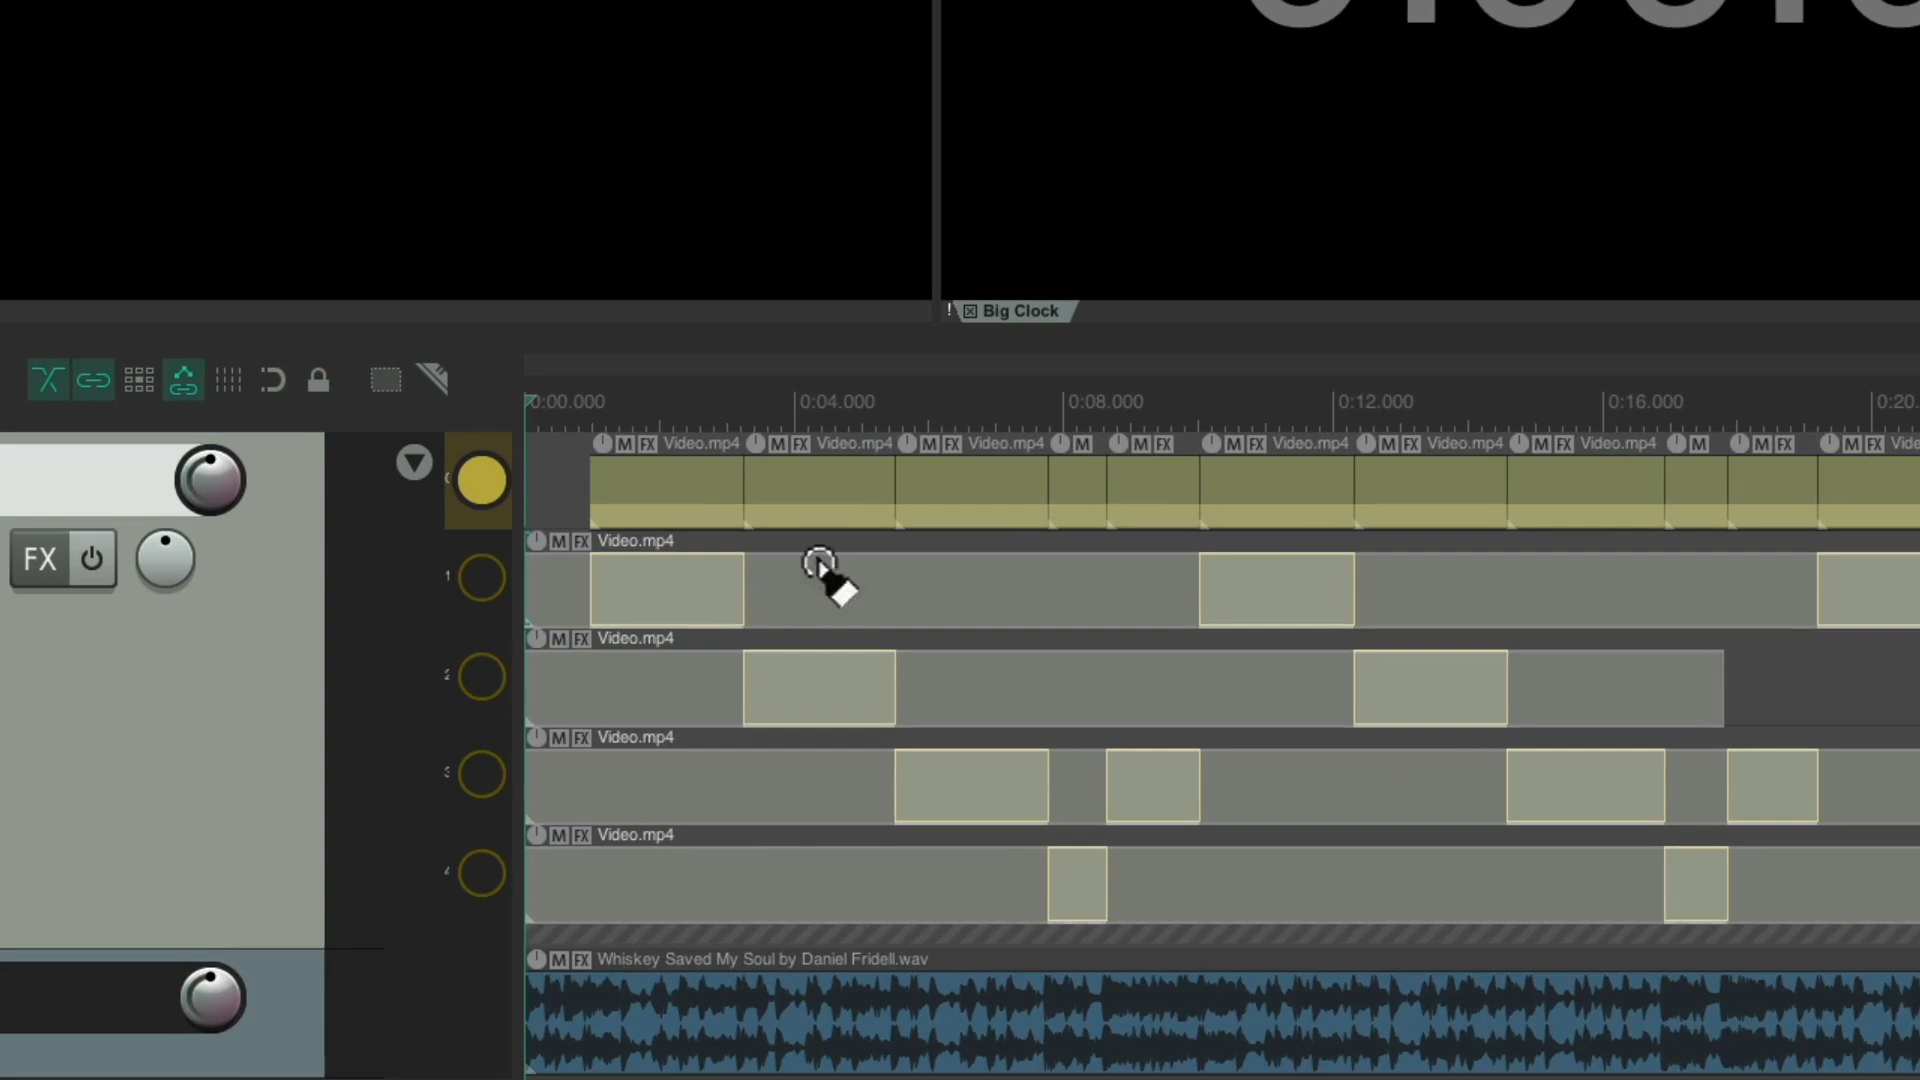 ! Big Clock
0:00.000 0:04.000 0:08.000 0:12.000 0:16.000 0:20.
M FX Video.mp4 M FX Video.mp4 M FX Video.mp4 M M FX M FX Video.mp4 M FX Video.mp4 M FX Video.mp4 M M FX M FX Vide
M FX Video.mp4
FX
1
M FX Video.mp4
2
M FX Video.mp4
3
M FX Video.mp4
4
M FX Whiskey Saved My Soul by Daniel Fridell.wav